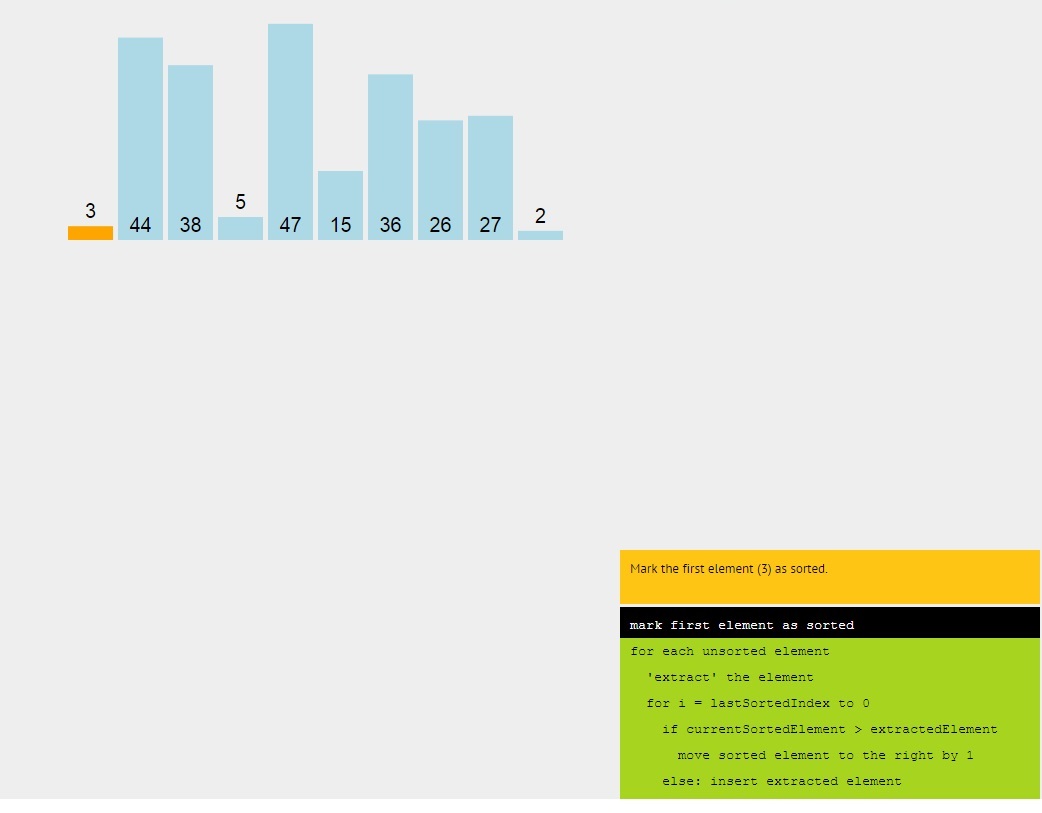 3 44 38 5 47 15 36 26 27 2
Mark the first element (3) as sorted.
mark first element as sorted
for each unsorted element
'extract' the element
for i = lastSortedIndex to 0
if currentSortedElement > extractedElement
move sorted element to the right by 1
else: insert extracted element